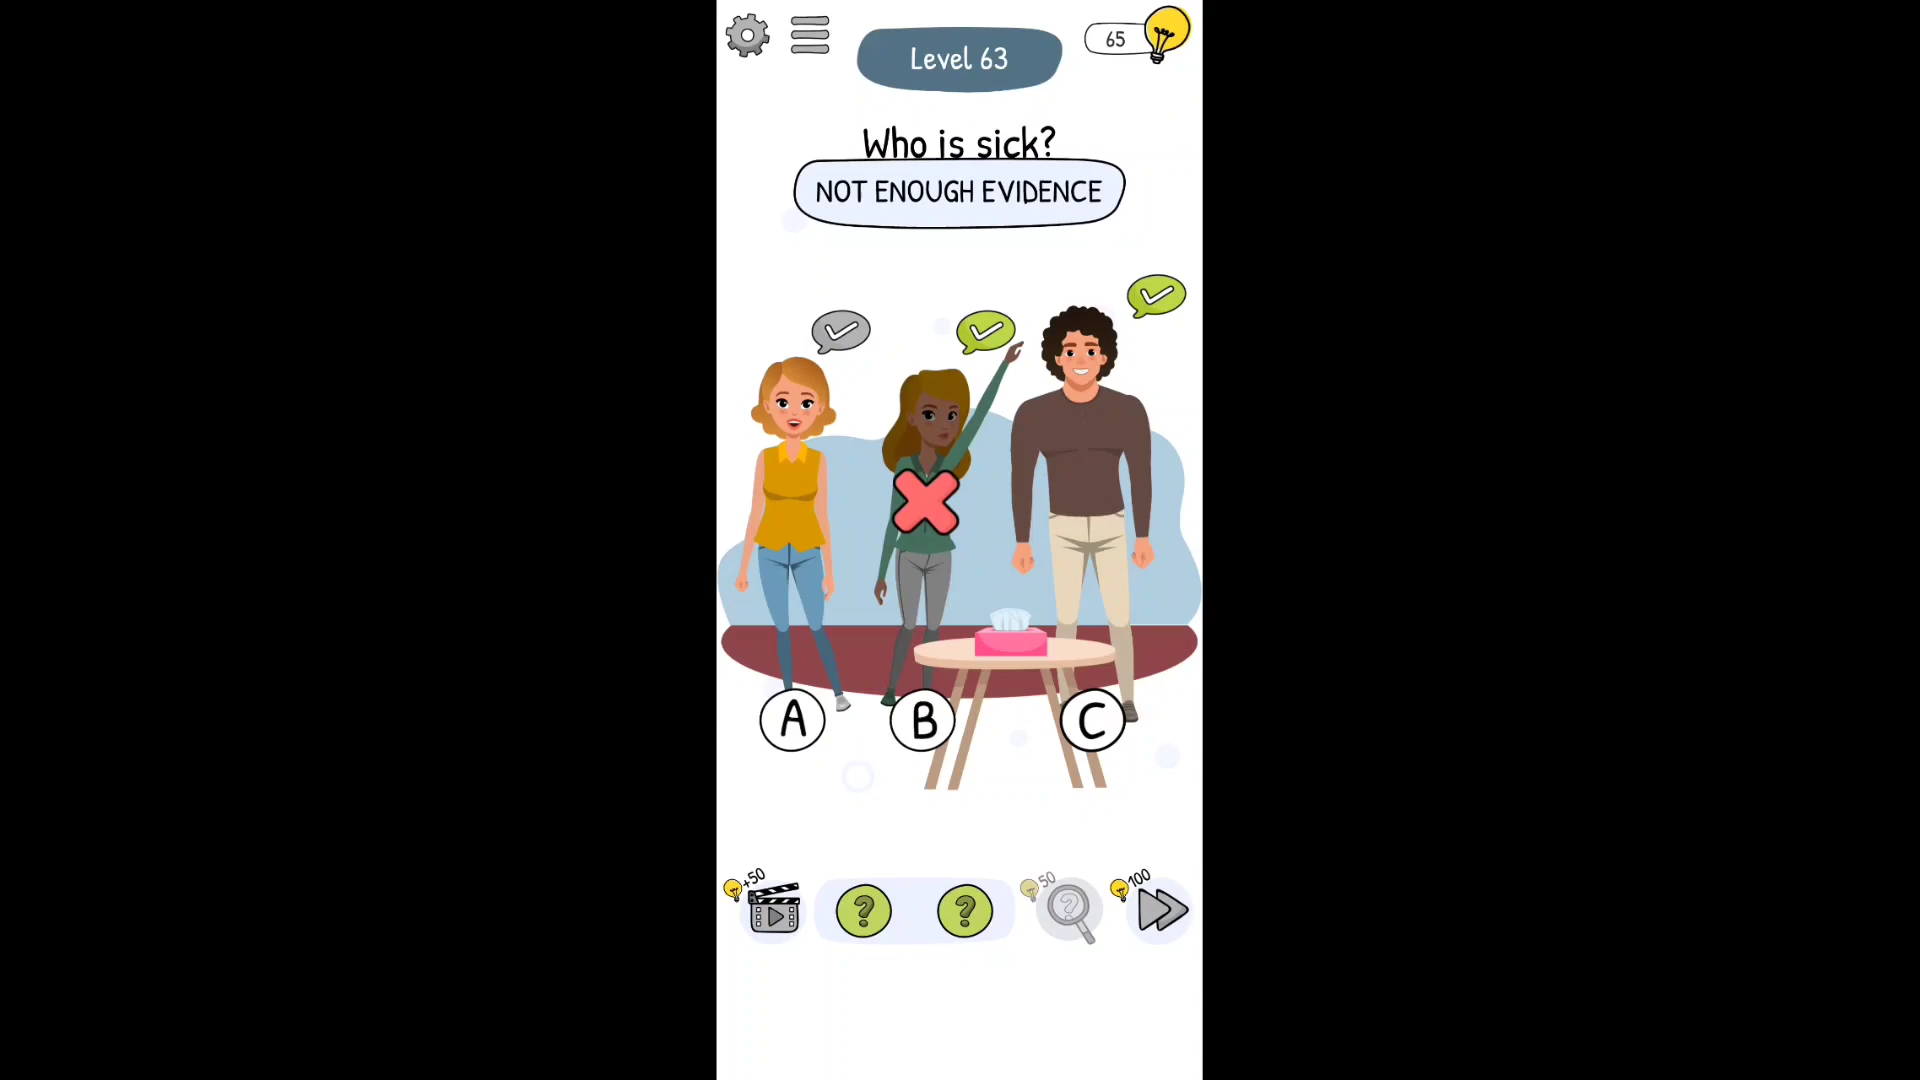 Level 63
65
Who is sick?
NOT ENOUGH EVIDENCE
A
B
C
+50
?
?
50
?
100